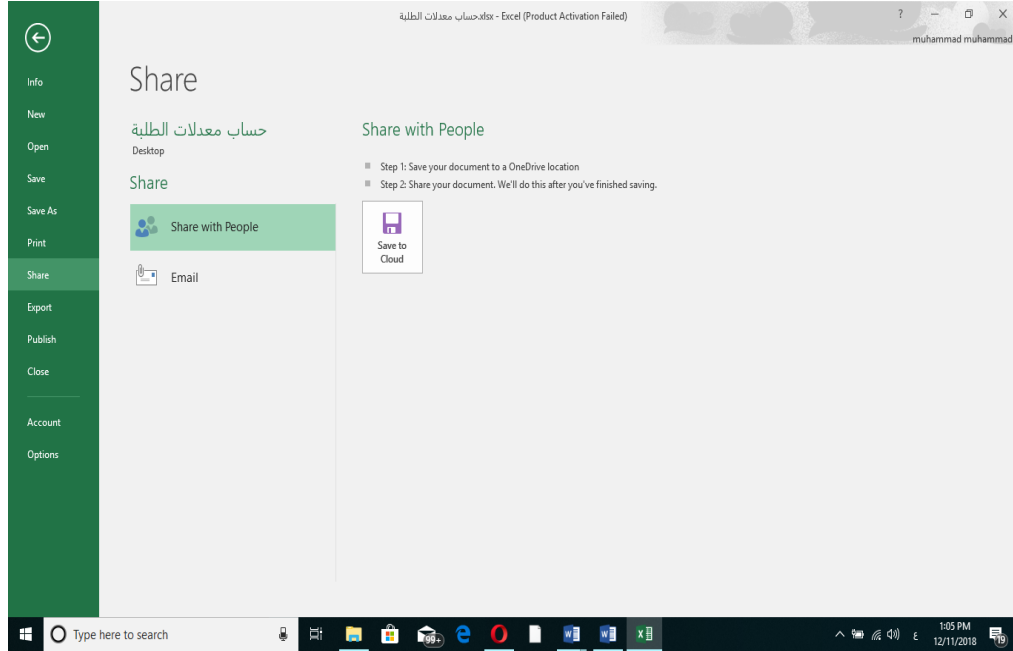 حساب معدلات الطلبة.xlsx - Excel (Product Activation Failed)
?
muhammad muhammad
Info
New
Open
Save
Save As
Print
Share
Export
Publish
Close
Account
Options
Share
حساب معدلات الطلبة
Desktop
Share
Share with People
Email
Share with People
Step 1: Save your document to a OneDrive location
Step 2: Share your document. We'll do this after you've finished saving.
Save to
Cloud
Type here to search
99+
ع
1:05 PM
12/11/2018
19